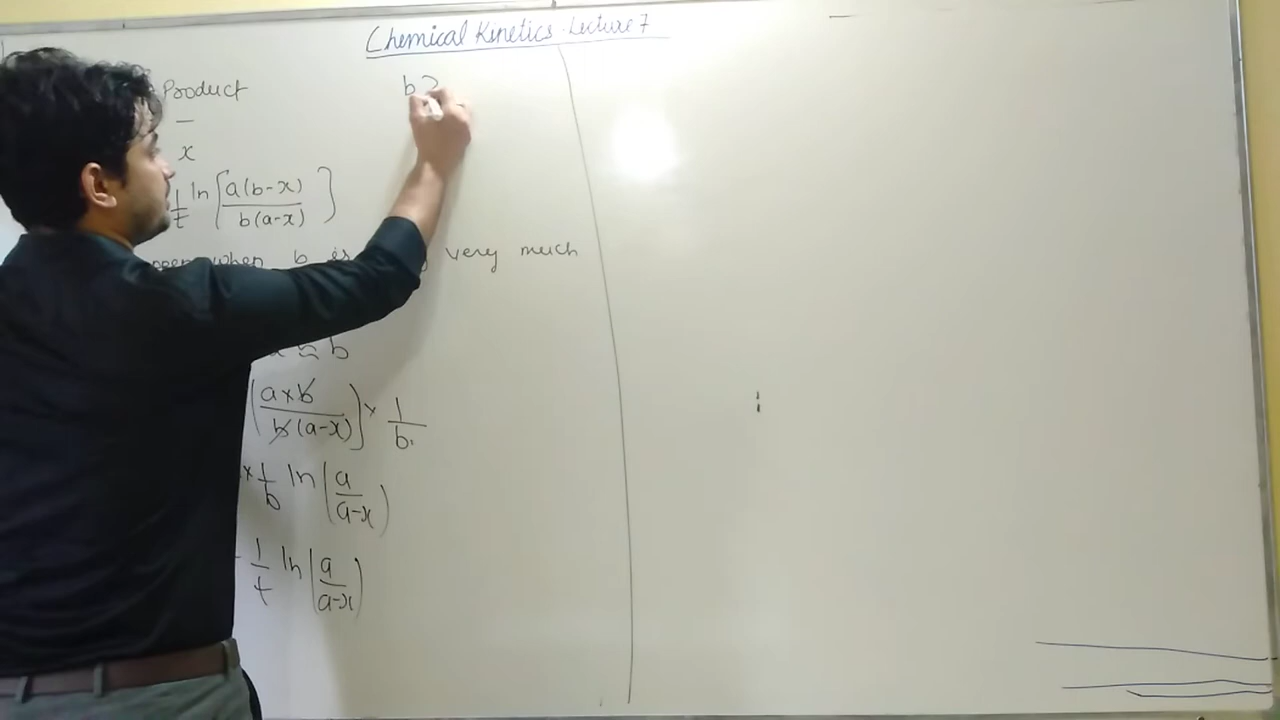 Chemical Kinetics. Lecture 7
Product b >
—
x
1/t ln [a(b-x) / b(a-x)]
when b is very much
≈ b
(a×b / b(a-x)] × 1/b.
× 1/b ln (a / a-x)
1/t ln (a / a-x)